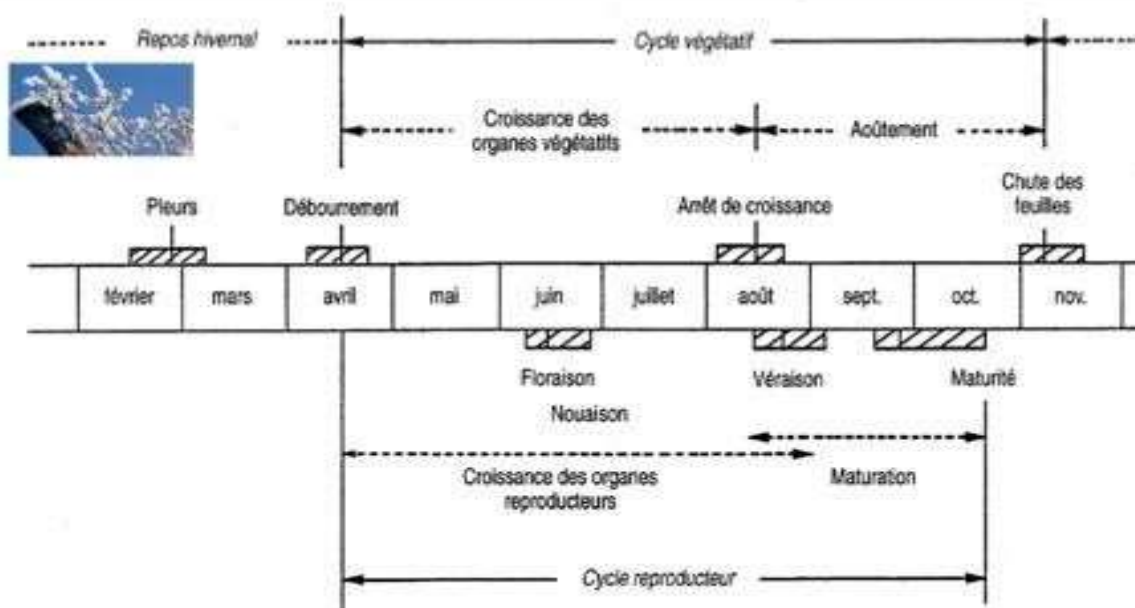 Repos hivernal
Cycle végétatif
Croissance des
organes végétatifs
Aoûtement
Pleurs
Débourrement
Arrêt de croissance
Chute des
feuilles
février
mars
avril
mai
juin
juillet
août
sept.
oct.
nov.
Floraison
Véraison
Maturité
Nouaison
Croissance des organes
reproducteurs
Maturation
Cycle reproducteur